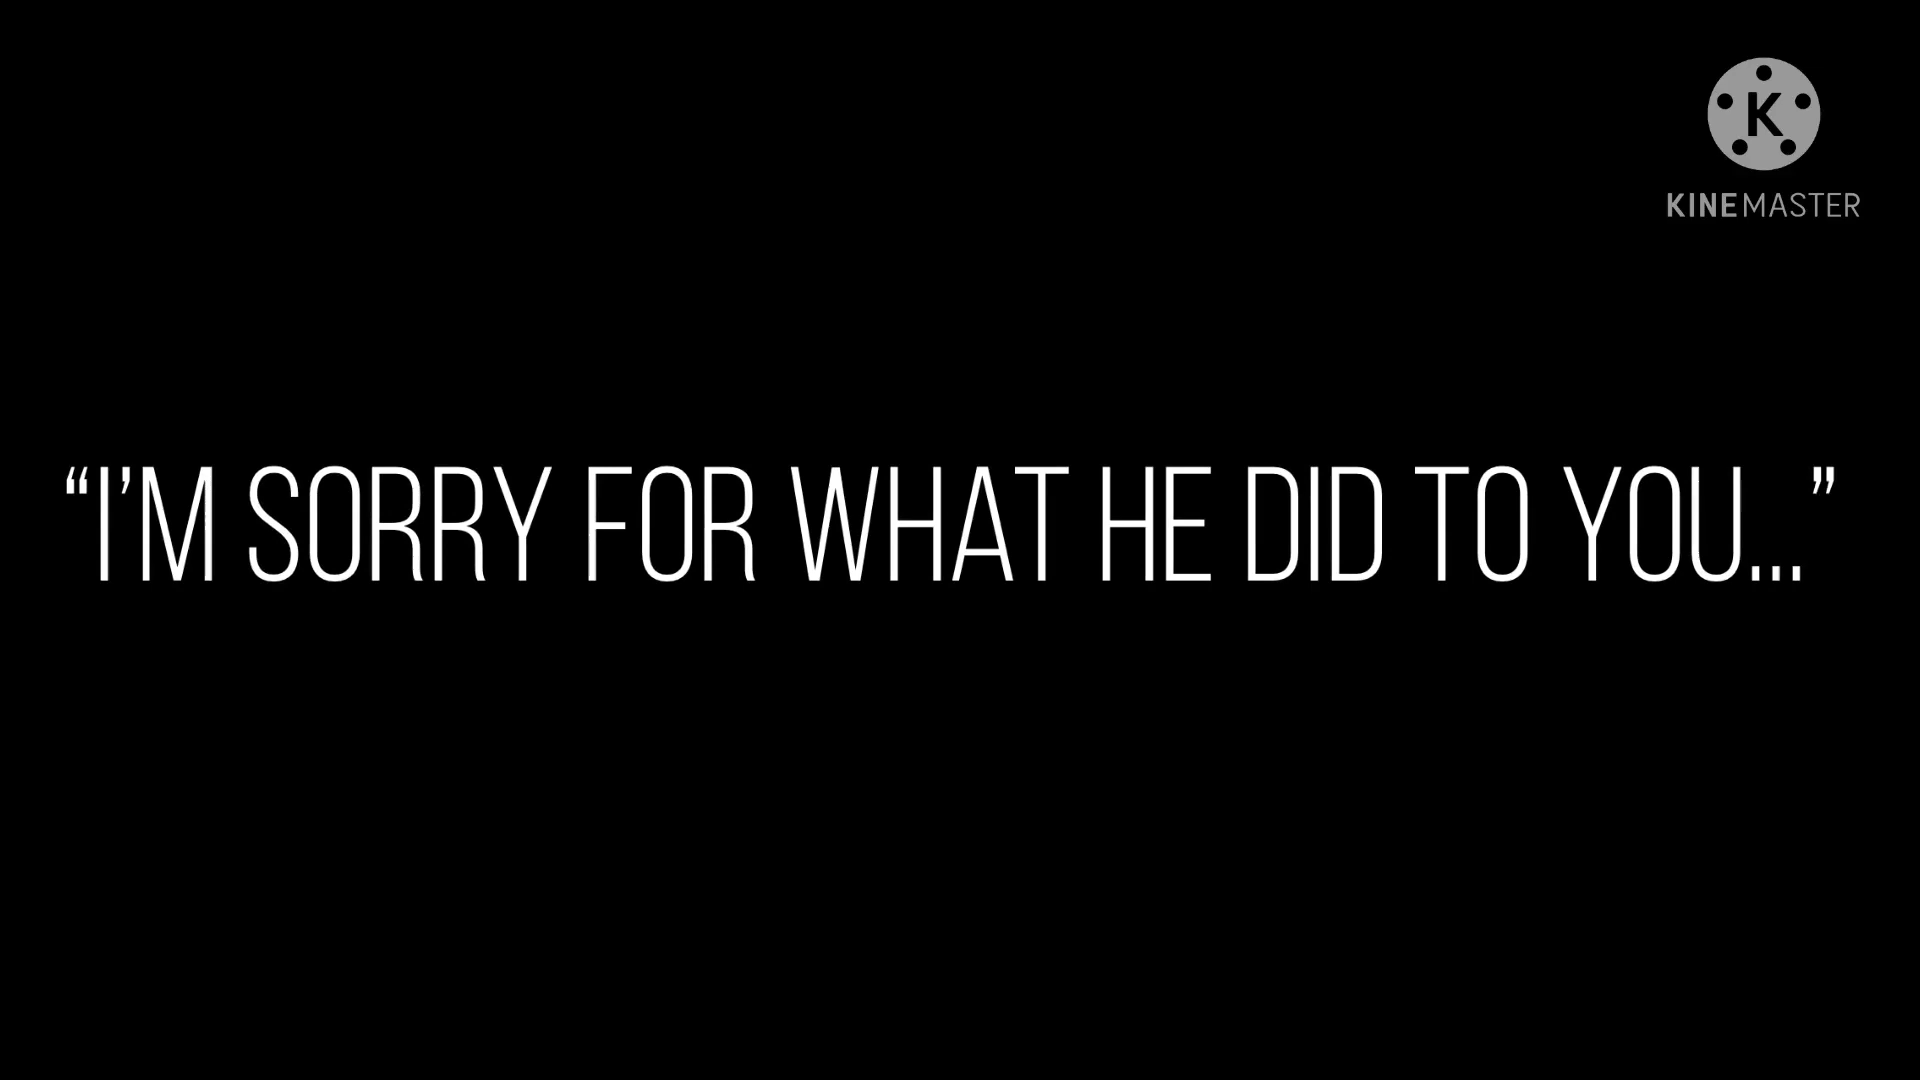 K
KINEMASTER
“I’M SORRY FOR WHAT HE DID TO YOU...”